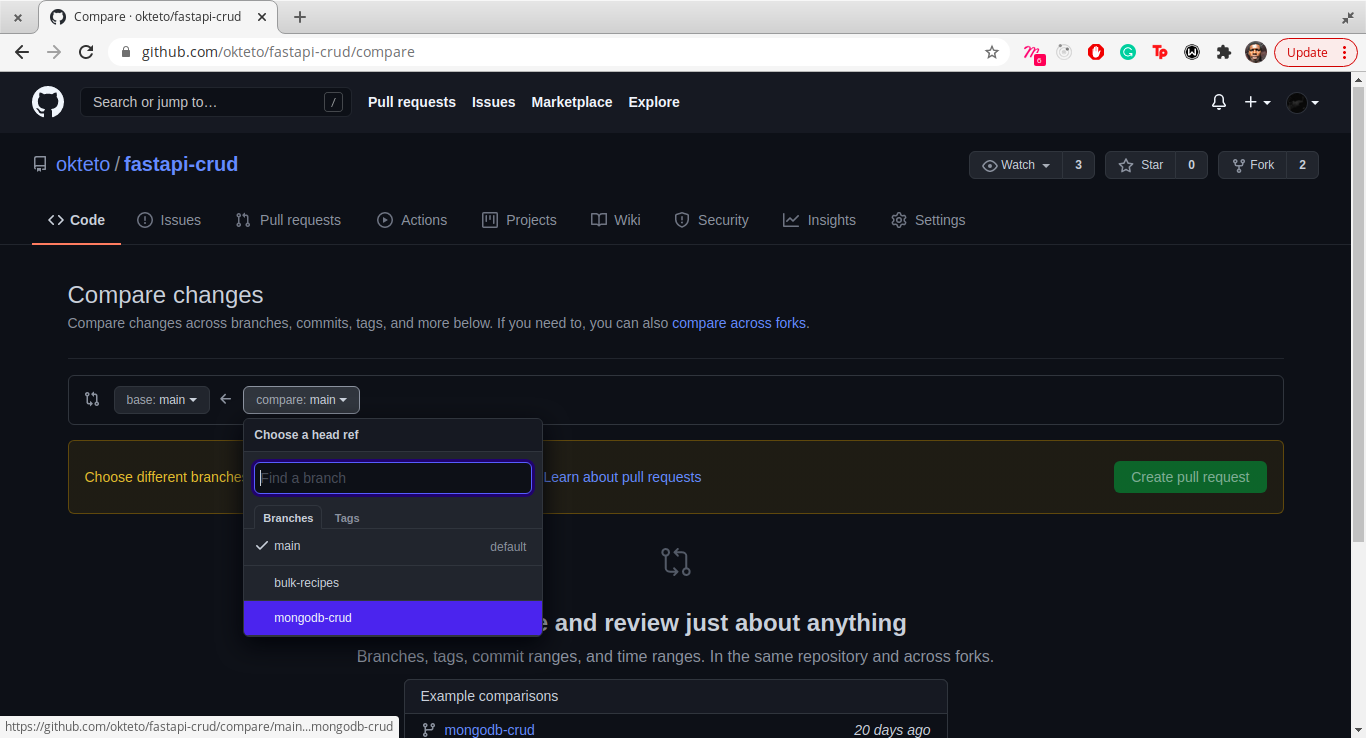 Compare · okteto/fastapi-crud
github.com/okteto/fastapi-crud/compare
6
Update
Search or jump to…
/
Pull requests
Issues
Marketplace
Explore
okteto / fastapi-crud
Watch 3
Star 0
Fork 2
Code
Issues
Pull requests
Actions
Projects
Wiki
Security
Insights
Settings
Compare changes
Compare changes across branches, commits, tags, and more below. If you need to, you can also compare across forks.
base: main
compare: main
Choose a head ref
Choose different branches
Find a branch
Learn about pull requests
Create pull request
Branches
Tags
main default
bulk-recipes
mongodb-crud
and review just about anything
Branches, tags, commit ranges, and time ranges. In the same repository and across forks.
Example comparisons
mongodb-crud 20 days ago
https://github.com/okteto/fastapi-crud/compare/main...mongodb-crud